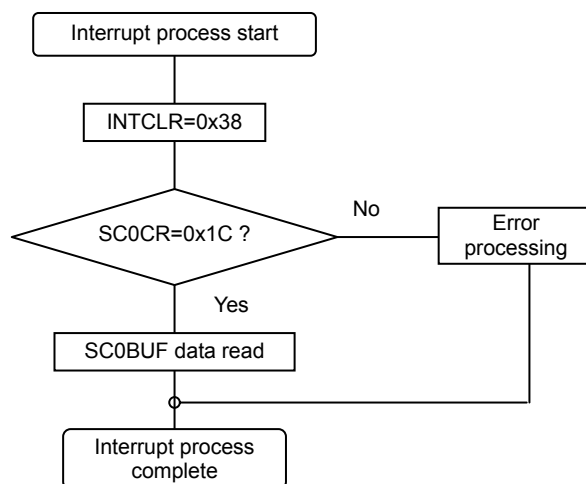 Interrupt process start
INTCLR=0x38
SC0CR=0x1C ?
No
Error
processing
Yes
SC0BUF data read
Interrupt process
complete